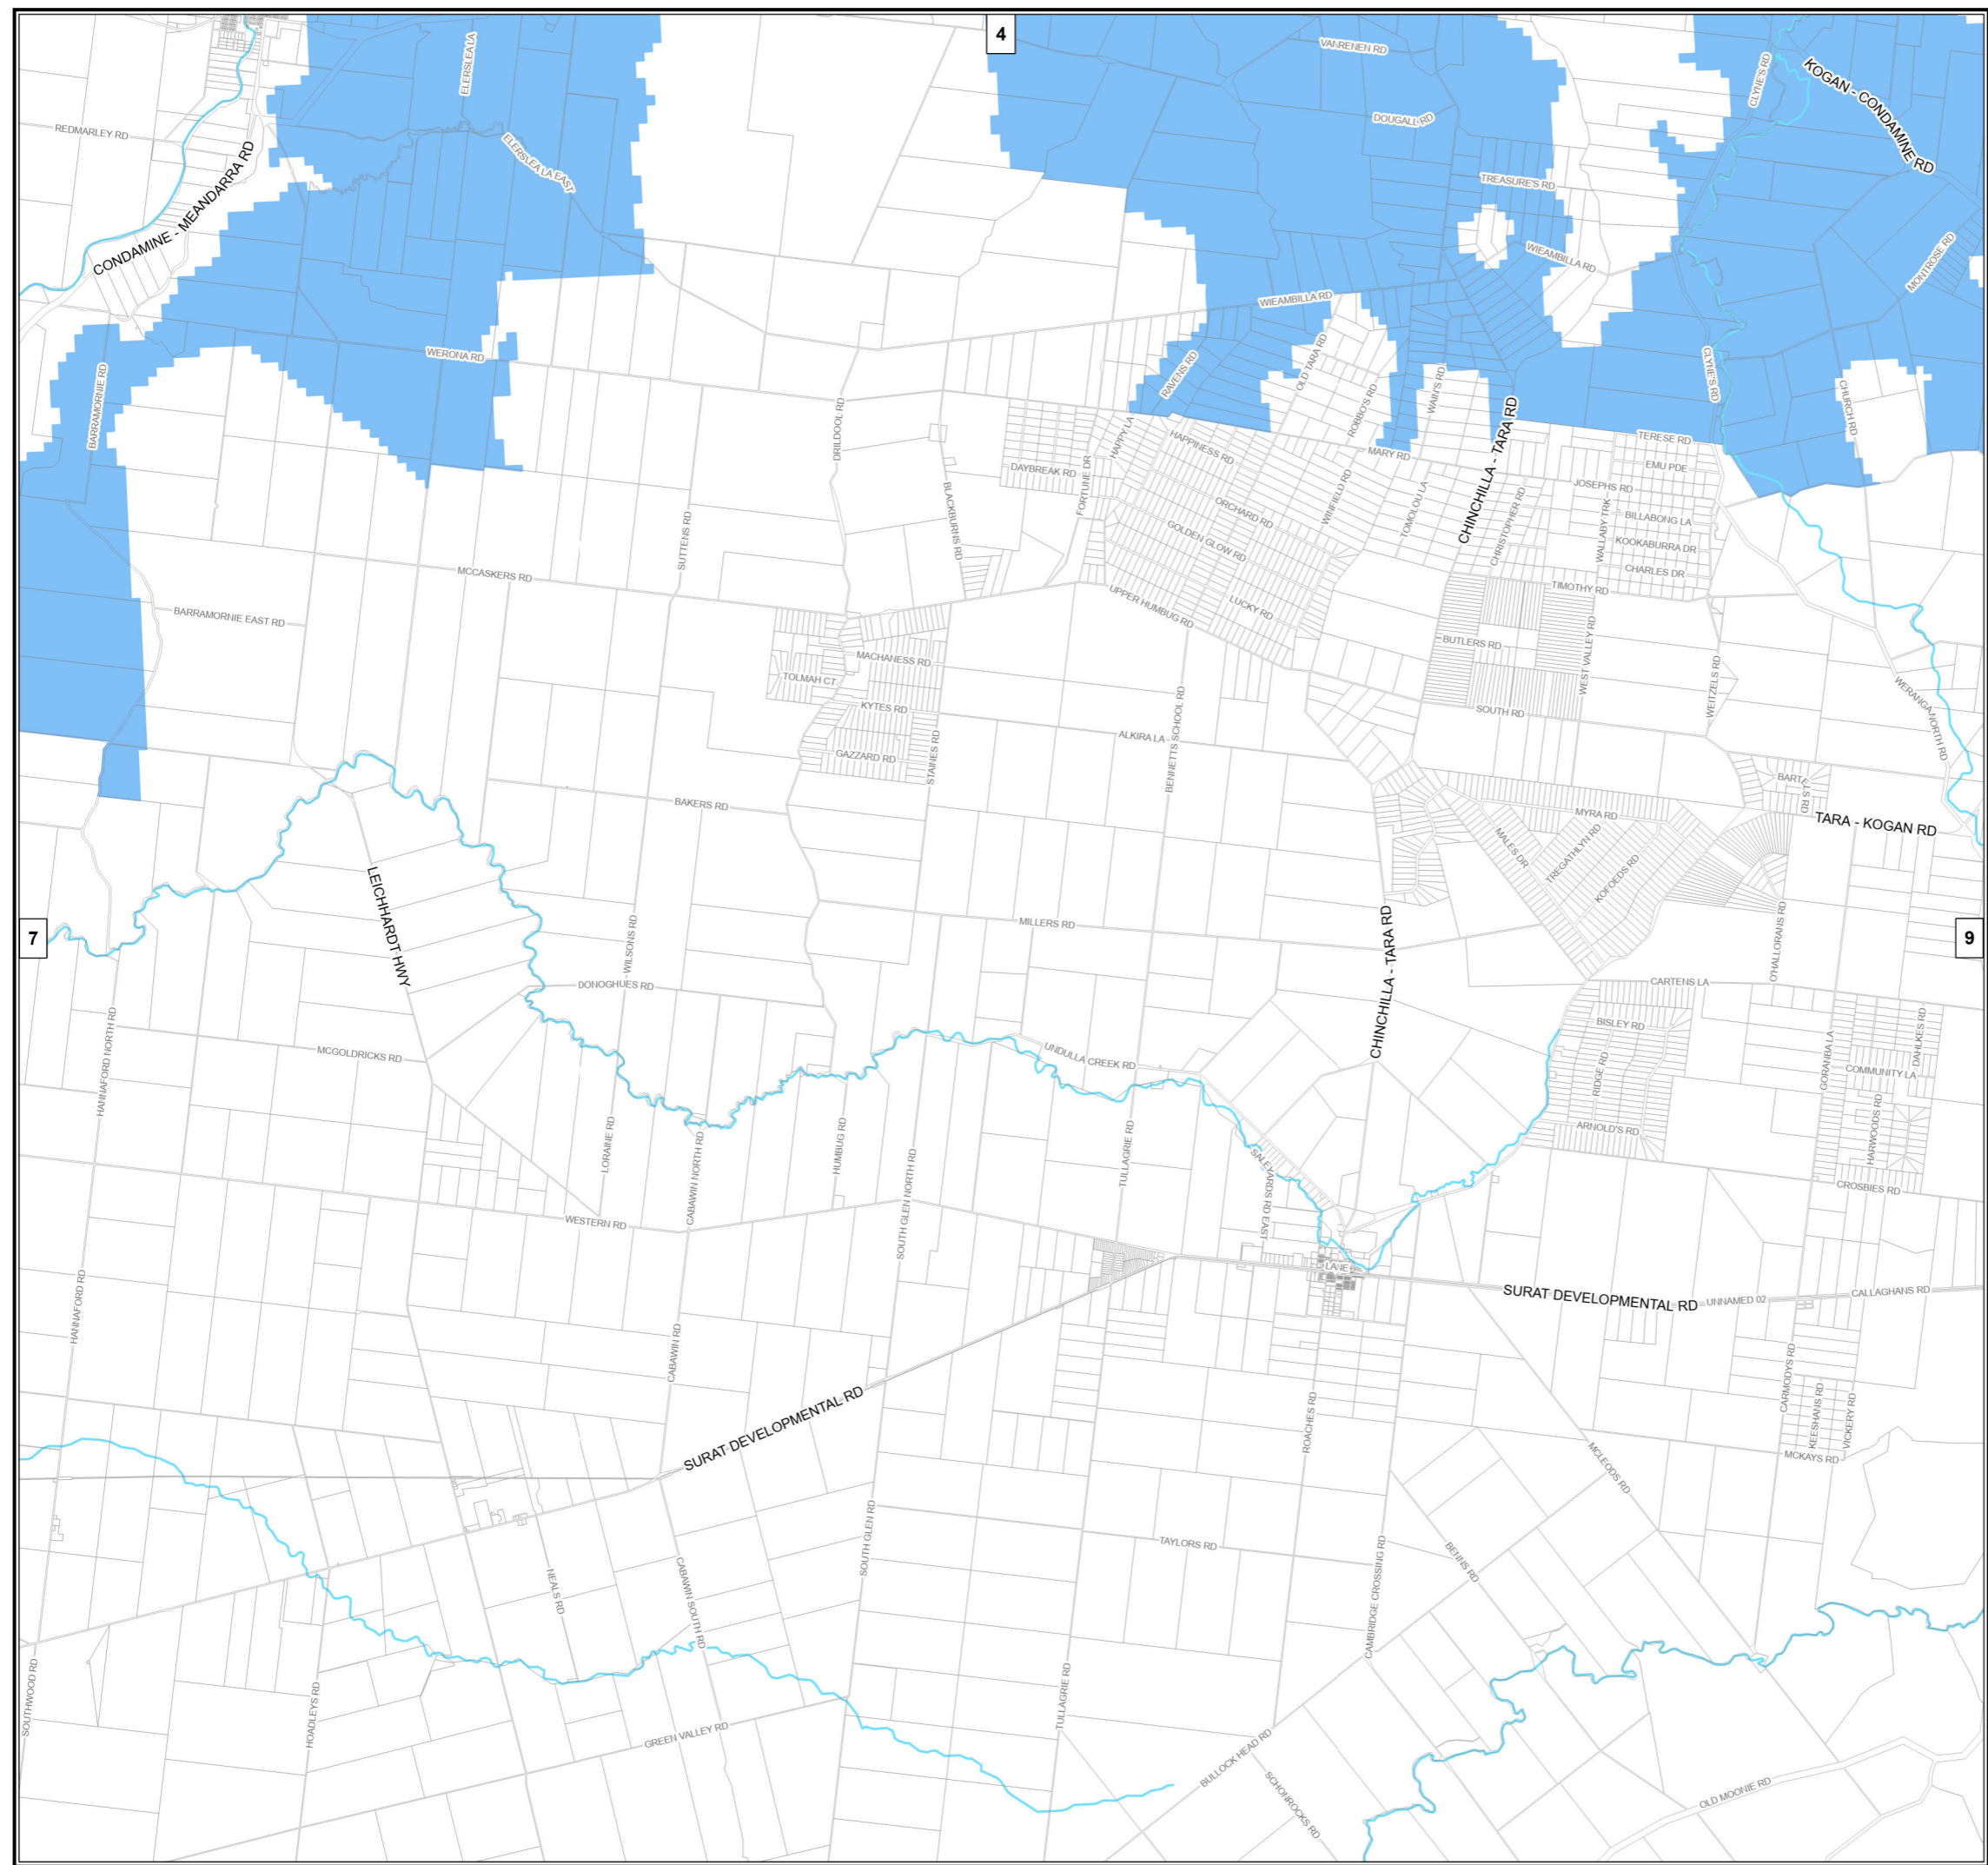 4
VANRENEN RD
CLYNE'S RD
KOGAN - CONDAMINE RD
ELERSLEA LA
DOUGALL RD
REDMARLEY RD
ELERSLEA LA EAST
CONDAMINE - MEANDARRA RD
TREASURE'S RD
WIEAMBILLA RD
MONTROSE RD
WIEAMBILLA RD
WERONA RD
OLD TARA RD
RAVENS RD
CLYNE'S RD
WAIN'S RD
ROBBO'S RD
CHURCH RD
BARRAMORNIE RD
DRILDOOL RD
HAPPY LA
HAPPINESS RD
MARY RD
CHINCHILLA - TARA RD
TERESE RD
EMU PDE
DAYBREAK RD
FORTUNE DR
BLACKBURNS RD
WINFIELD RD
TOMOLOU LA
JOSEPHS RD
ORCHARD RD
CHRISTOPHER RD
WALLABY TRK
BILLABONG LA
SUTTENS RD
GOLDEN GLOW RD
KOOKABURRA DR
CHARLES DR
MCCASKERS RD
TIMOTHY RD
UPPER HUMBUG RD
LUCKY RD
BARRAMORNIE EAST RD
BUTLERS RD
WEST VALLEY RD
MACHANESS RD
TOLMAH CT
WEITZELS RD
WERANGA NORTH RD
KYTES RD
SOUTH RD
BENNETTS SCHOOL RD
ALKIRA LA
GAZZARD RD
STAINES RD
BAKERS RD
MYRA RD
TARA - KOGAN RD
MALES DR
TREGATHLYN RD
KOFOEDS RD
LEICHHARDT HWY
MILLERS RD
7
9
WILSONS RD
O'HALLORANS RD
CHINCHILLA - TARA RD
DONOGHUES RD
CARTENS LA
BISLEY RD
DAHLKES RD
MCGOLDRICKS RD
HANNAFORD NORTH RD
UNDULLA CREEK RD
RIDGE RD
GORANBA LA
COMMUNITY LA
LORAINE RD
HUMBUG RD
TULLAGRIE RD
ARNOLD'S RD
HARWOODS RD
CABAWIN NORTH RD
SOUTH GLEN NORTH RD
SALEYARDS RD EAST
CROSBIES RD
WESTERN RD
LANE
SURAT DEVELOPMENTAL RD
UNNAMED 02
CALLAGHANS RD
HANNAFORD RD
CABAWIN RD
CARMODYS RD
KEESHANS RD
VICKERY RD
SURAT DEVELOPMENTAL RD
ROACHES RD
MCLEODS RD
MCKAYS RD
SOUTH GLEN RD
TAYLORS RD
BENNS RD
NEALS RD
CABAWIN SOUTH RD
CAMBRIDGE CROSSING RD
SOUTHWOOD RD
HOADLEYS RD
TULLAGRIE RD
GREEN VALLEY RD
BULLOCK HEAD RD
SCHONROCKS RD
OLD MOONIE RD